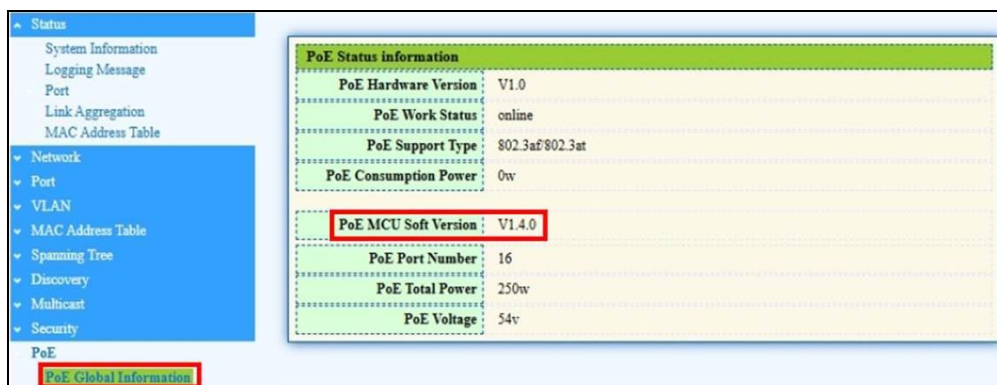 Status
System Information
Logging Message
Port
Link Aggregation
MAC Address Table
Network
Port
VLAN
MAC Address Table
Spanning Tree
Discovery
Multicast
Security
PoE
PoE Global Information
PoE Status information
PoE Hardware Version V1.0
PoE Work Status online
PoE Support Type 802.3af/802.3at
PoE Consumption Power 0w
PoE MCU Soft Version V1.4.0
PoE Port Number 16
PoE Total Power 250w
PoE Voltage 54v